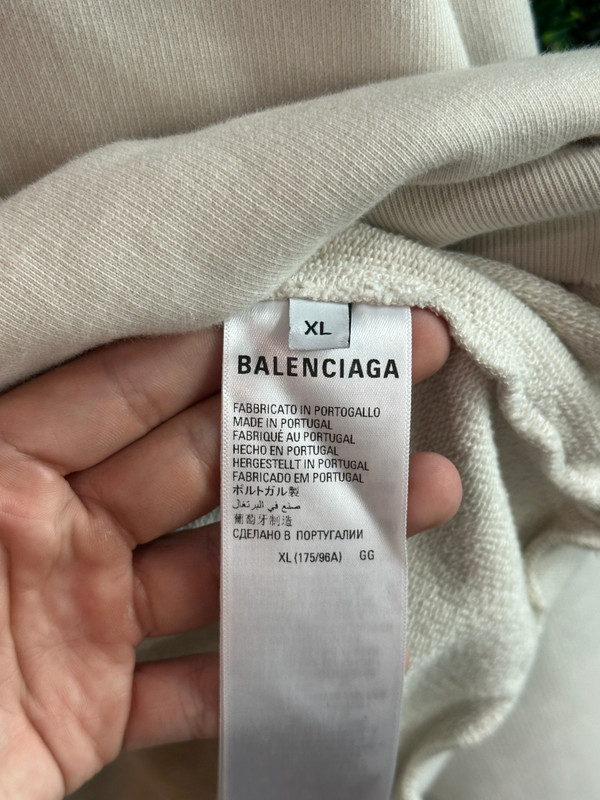 XL
BALENCIAGA
FABBRICATO IN PORTOGALLO
MADE IN PORTUGAL
FABRIQUÉ AU PORTUGAL
HECHO EN PORTUGAL
HERGESTELLT IN PORTUGAL
FABRICADO EM PORTUGAL
ポルトガル製
صنع في البرتغال
葡萄牙制造
СДЕЛАНО В ПОРТУГАЛИИ
XL (175/96A) GG